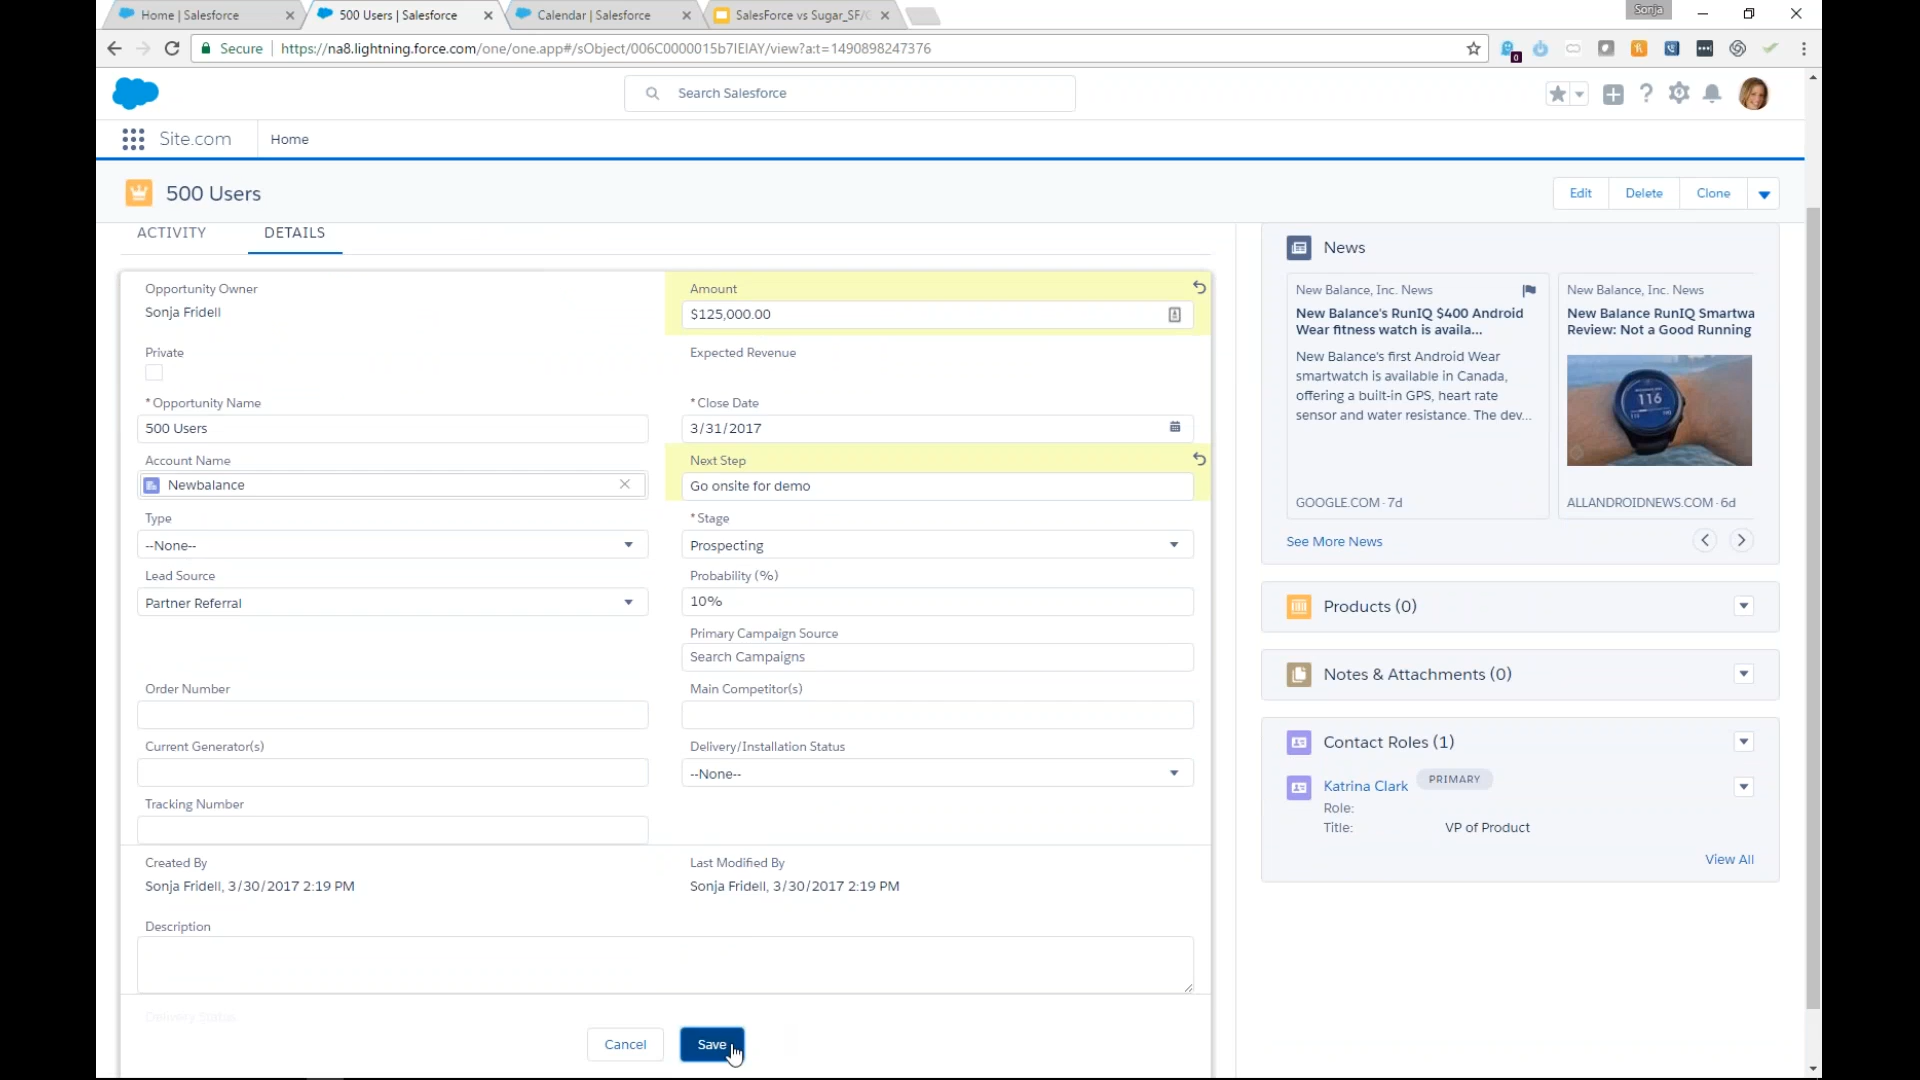 Home | Salesforce
500 Users | Salesforce
Calendar | Salesforce
SalesForce vs Sugar_SF/
Sonja
Secure
https://na8.lightning.force.com/one/one.app#/sObject/006C0000015b7IEIAY/view?a:t=1490898247376
0
Search Salesforce
Site.com
Home
500 Users
Edit
Delete
Clone
ACTIVITY
DETAILS
Opportunity Owner
Sonja Fridell
Amount
$125,000.00
Private
Expected Revenue
* Opportunity Name
500 Users
* Close Date
3/31/2017
Account Name
Newbalance
Next Step
Go onsite for demo
Type
--None--
* Stage
Prospecting
Lead Source
Partner Referral
Probability (%)
10%
Primary Campaign Source
Search Campaigns
Order Number
Main Competitor(s)
Current Generator(s)
Delivery/Installation Status
--None--
Tracking Number
Created By
Sonja Fridell, 3/30/2017 2:19 PM
Last Modified By
Sonja Fridell, 3/30/2017 2:19 PM
Description
Delivery Status
Cancel
Save
News
New Balance, Inc. News
New Balance's RunIQ $400 Android
Wear fitness watch is availa...
New Balance's first Android Wear
smartwatch is available in Canada,
offering a built-in GPS, heart rate
sensor and water resistance. The dev...
GOOGLE.COM · 7d
New Balance, Inc. News
New Balance RunIQ Smartwa
Review: Not a Good Running
116
ALLANDROIDNEWS.COM · 6d
See More News
Products (0)
Notes & Attachments (0)
Contact Roles (1)
Katrina Clark
PRIMARY
Role:
Title:
VP of Product
View All